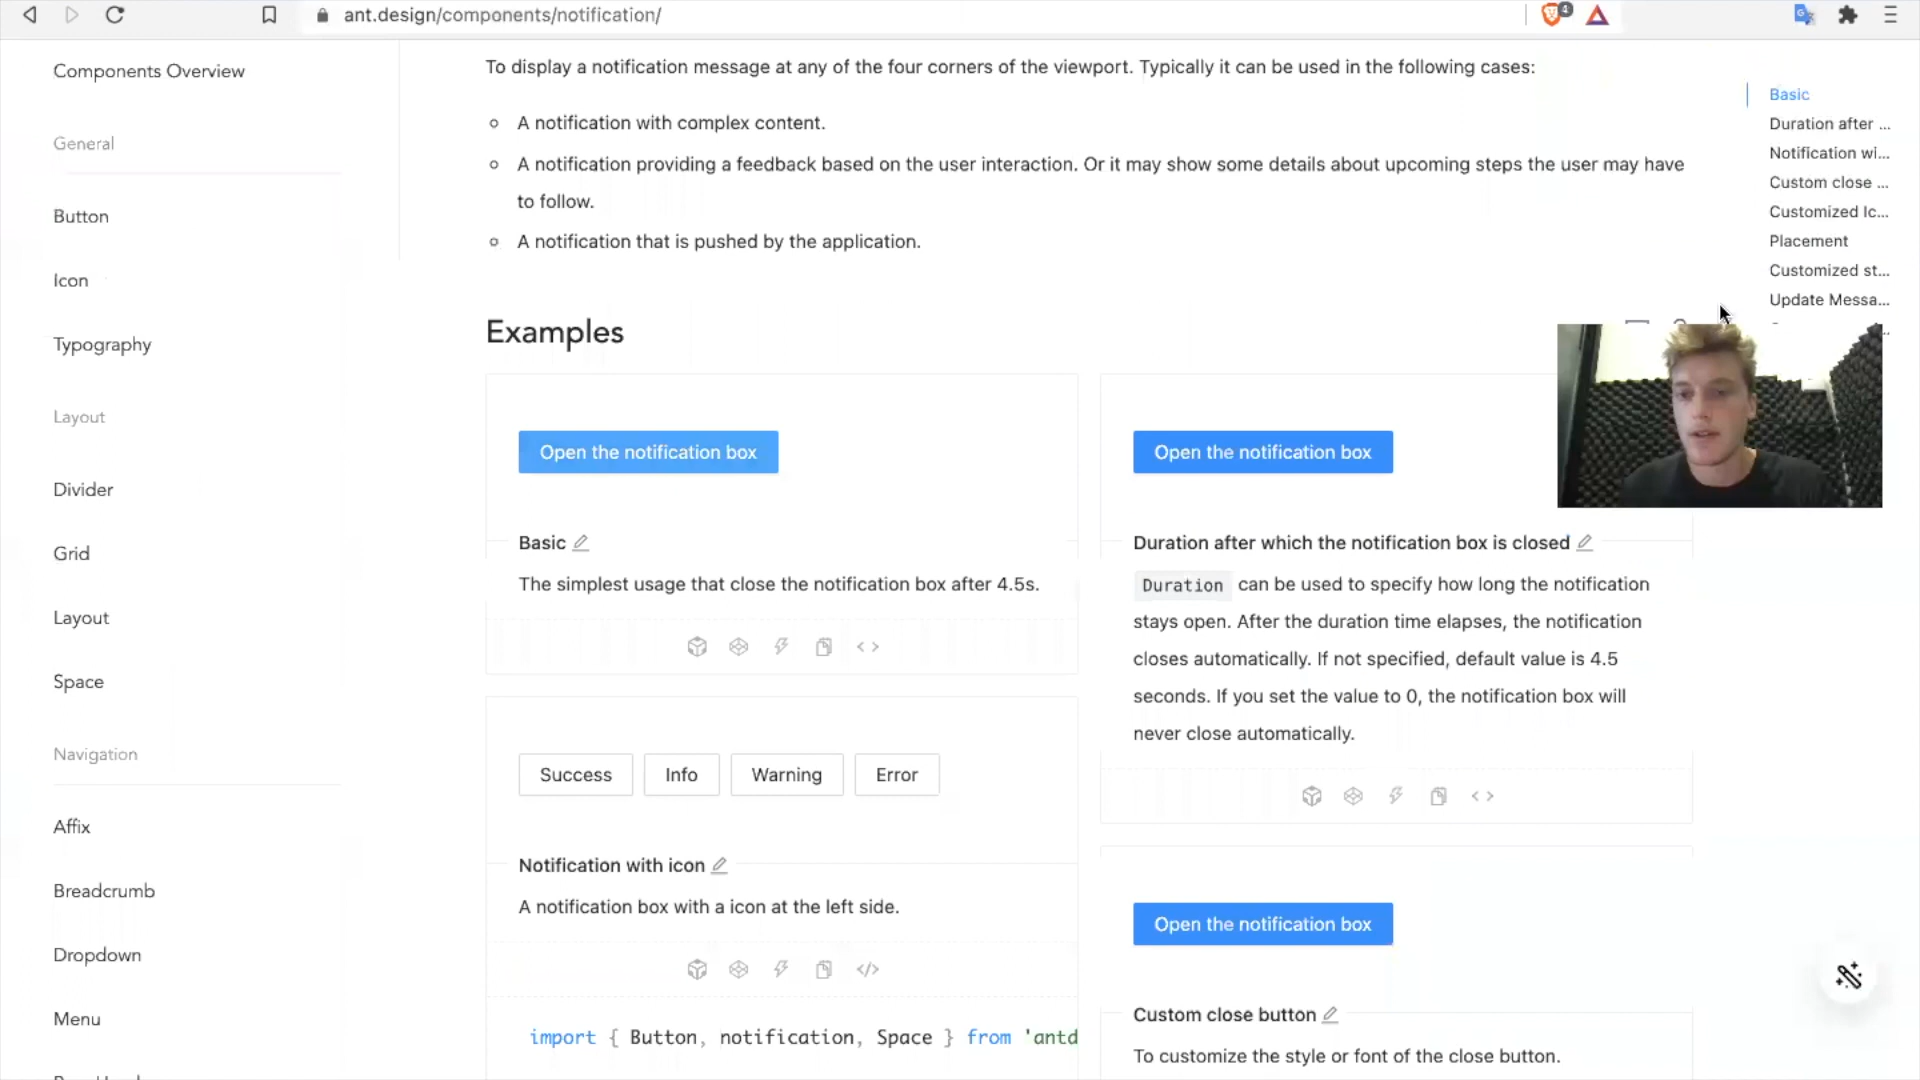 ant.design/components/notification/
4
Components Overview
General
Button
Icon
Typography
Layout
Divider
Grid
Layout
Space
Navigation
Affix
Breadcrumb
Dropdown
Menu
To display a notification message at any of the four corners of the viewport. Typically it can be used in the following cases:
A notification with complex content.
A notification providing a feedback based on the user interaction. Or it may show some details about upcoming steps the user may have
to follow.
A notification that is pushed by the application.
Examples
Open the notification box
Basic
The simplest usage that close the notification box after 4.5s.
Success Info Warning Error
Notification with icon
A notification box with a icon at the left side.
import { Button, notification, Space } from 'antd
Open the notification box
Duration after which the notification box is closed
Duration can be used to specify how long the notification
stays open. After the duration time elapses, the notification
closes automatically. If not specified, default value is 4.5
seconds. If you set the value to 0, the notification box will
never close automatically.
Open the notification box
Custom close button
To customize the style or font of the close button.
Basic
Duration after ...
Notification wi...
Custom close ...
Customized Ic...
Placement
Customized st...
Update Messa...